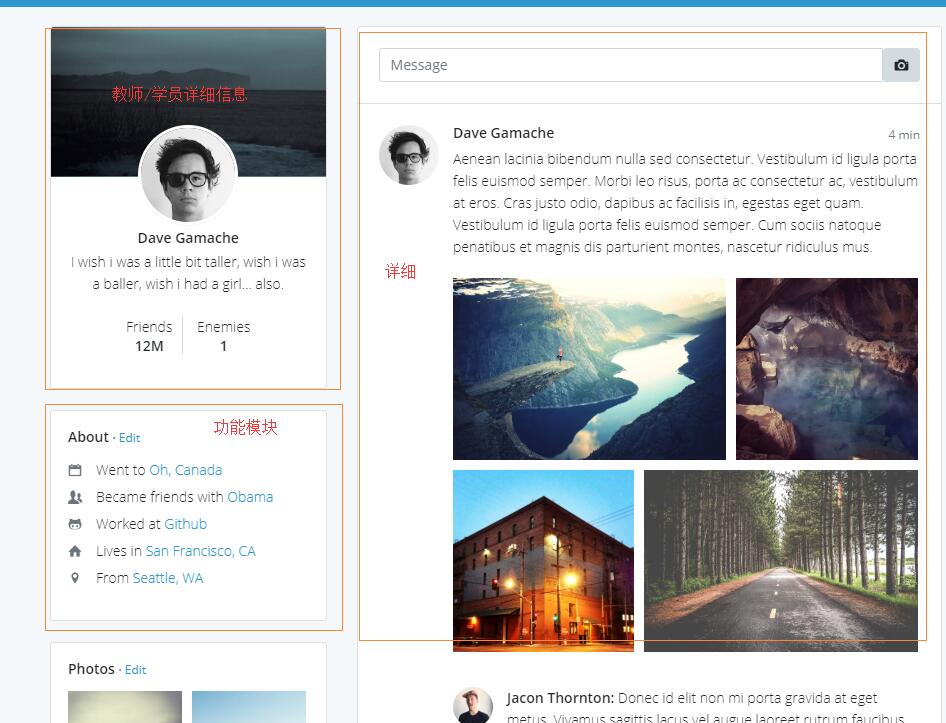 教师/学员详细信息
Dave Gamache
I wish i was a little bit taller, wish i was
a baller, wish i had a girl... also.
Friends
12M
Enemies
1
功能模块
About · Edit
Went to Oh, Canada
Became friends with Obama
Worked at Github
Lives in San Francisco, CA
From Seattle, WA
Photos · Edit
Message
Dave Gamache
4 min
Aenean lacinia bibendum nulla sed consectetur. Vestibulum id ligula porta
felis euismod semper. Morbi leo risus, porta ac consectetur ac, vestibulum
at eros. Cras justo odio, dapibus ac facilisis in, egestas eget quam.
Vestibulum id ligula porta felis euismod semper. Cum sociis natoque
penatibus et magnis dis parturient montes, nascetur ridiculus mus.
详细
Jacon Thornton: Donec id elit non mi porta gravida at eget
metus. Vivamus sagittis lacus vel augue laoreet rutrum faucibus